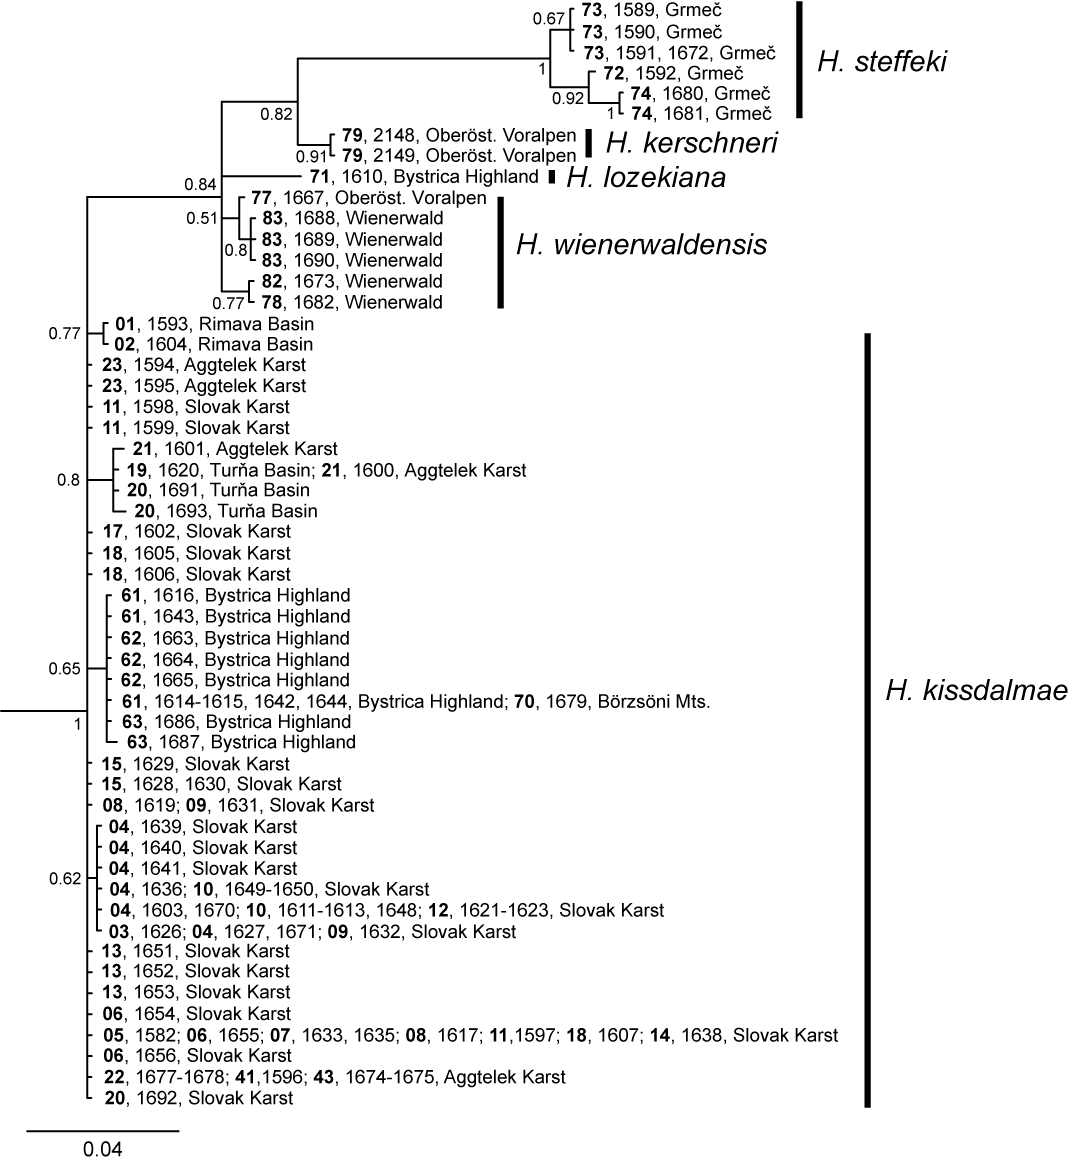 73, 1589, Grmeč
0.67
73, 1590, Grmeč
73, 1591, 1672, Grmeč
H. steffeki
1
72, 1592, Grmeč
0.92
74, 1680, Grmeč
1
74, 1681, Grmeč
0.82
79, 2148, Oberöst. Voralpen
H. kerschneri
0.91
79, 2149, Oberöst. Voralpen
71, 1610, Bystrica Highland
H. lozekiana
0.84
77, 1667, Oberöst. Voralpen
0.51
83, 1688, Wienerwald
83, 1689, Wienerwald
H. wienerwaldensis
0.8
83, 1690, Wienerwald
82, 1673, Wienerwald
0.77
78, 1682, Wienerwald
01, 1593, Rimava Basin
0.77
02, 1604, Rimava Basin
23, 1594, Aggtelek Karst
23, 1595, Aggtelek Karst
11, 1598, Slovak Karst
11, 1599, Slovak Karst
21, 1601, Aggtelek Karst
19, 1620, Turňa Basin; 21, 1600, Aggtelek Karst
0.8
20, 1691, Turňa Basin
20, 1693, Turňa Basin
17, 1602, Slovak Karst
18, 1605, Slovak Karst
18, 1606, Slovak Karst
61, 1616, Bystrica Highland
61, 1643, Bystrica Highland
62, 1663, Bystrica Highland
62, 1664, Bystrica Highland
0.65
62, 1665, Bystrica Highland
H. kissdalmae
61, 1614-1615, 1642, 1644, Bystrica Highland; 70, 1679, Börzsöni Mts.
63, 1686, Bystrica Highland
1
63, 1687, Bystrica Highland
15, 1629, Slovak Karst
15, 1628, 1630, Slovak Karst
08, 1619; 09, 1631, Slovak Karst
04, 1639, Slovak Karst
04, 1640, Slovak Karst
04, 1641, Slovak Karst
0.62
04, 1636; 10, 1649-1650, Slovak Karst
04, 1603, 1670; 10, 1611-1613, 1648; 12, 1621-1623, Slovak Karst
03, 1626; 04, 1627, 1671; 09, 1632, Slovak Karst
13, 1651, Slovak Karst
13, 1652, Slovak Karst
13, 1653, Slovak Karst
06, 1654, Slovak Karst
05, 1582; 06, 1655; 07, 1633, 1635; 08, 1617; 11,1597; 18, 1607; 14, 1638, Slovak Karst
06, 1656, Slovak Karst
22, 1677-1678; 41,1596; 43, 1674-1675, Aggtelek Karst
20, 1692, Slovak Karst
0.04